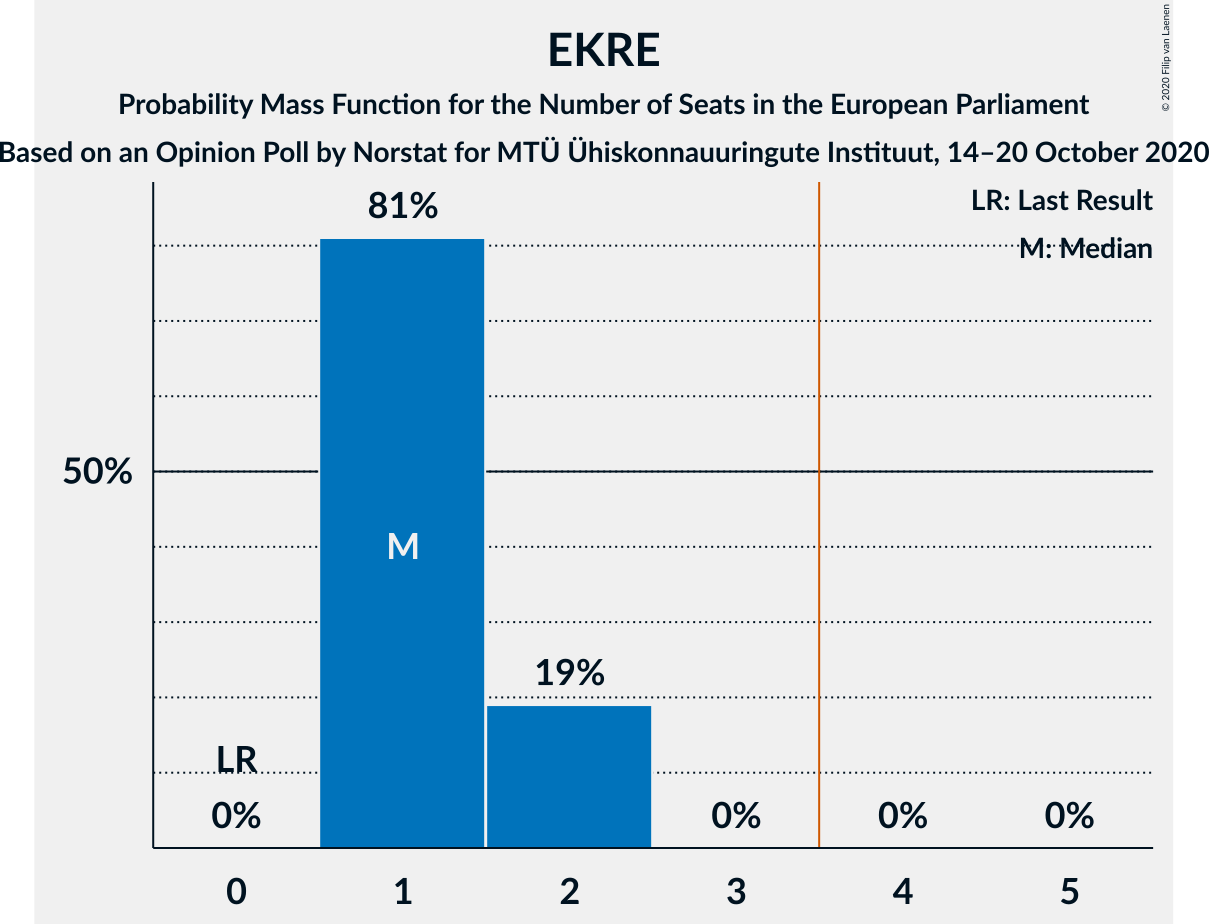 EKRE
Probability Mass Function for the Number of Seats in the European Parliament
Based on an Opinion Poll by Norstat for MTÜ Ühiskonnauuringute Instituut, 14–20 October 2020
© 2020 Filip van Laenen
LR: Last Result
M: Median
81%
50%
M
19%
LR
0%
0%
0%
0%
0
1
2
3
4
5